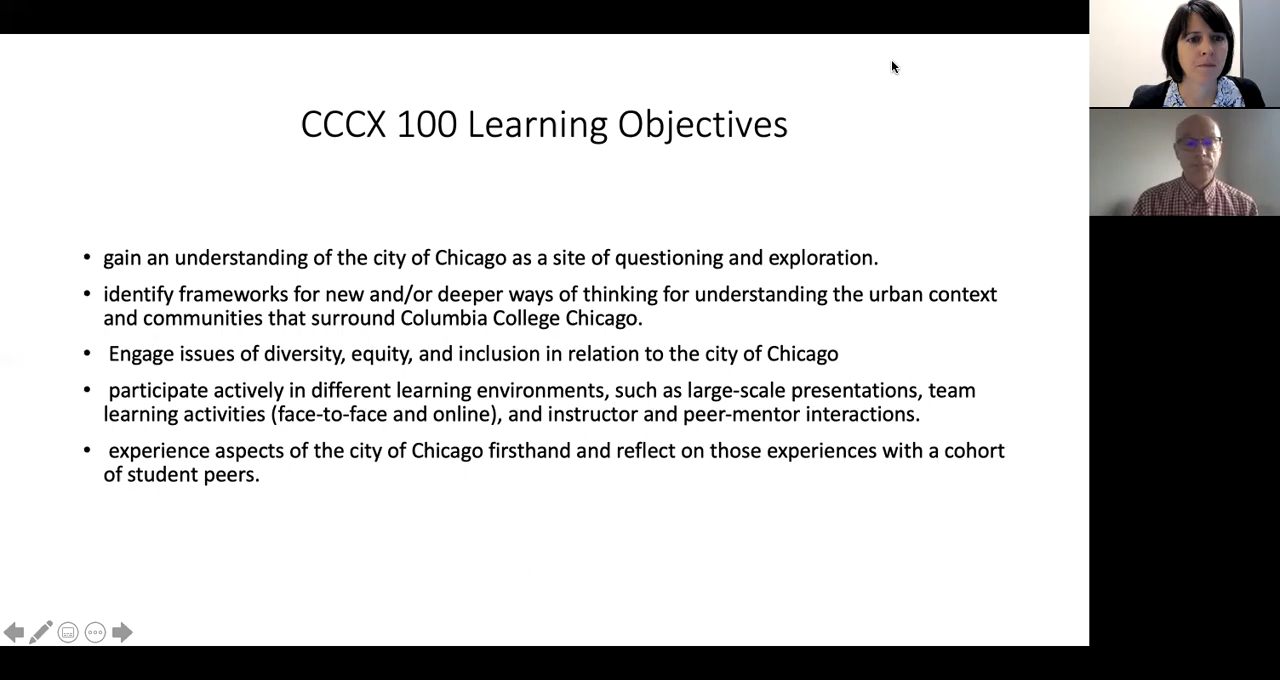 CCCX 100 Learning Objectives
• gain an understanding of the city of Chicago as a site of questioning and exploration.
• identify frameworks for new and/or deeper ways of thinking for understanding the urban context
and communities that surround Columbia College Chicago.
• Engage issues of diversity, equity, and inclusion in relation to the city of Chicago
• participate actively in different learning environments, such as large-scale presentations, team
learning activities (face-to-face and online), and instructor and peer-mentor interactions.
• experience aspects of the city of Chicago firsthand and reflect on those experiences with a cohort
of student peers.